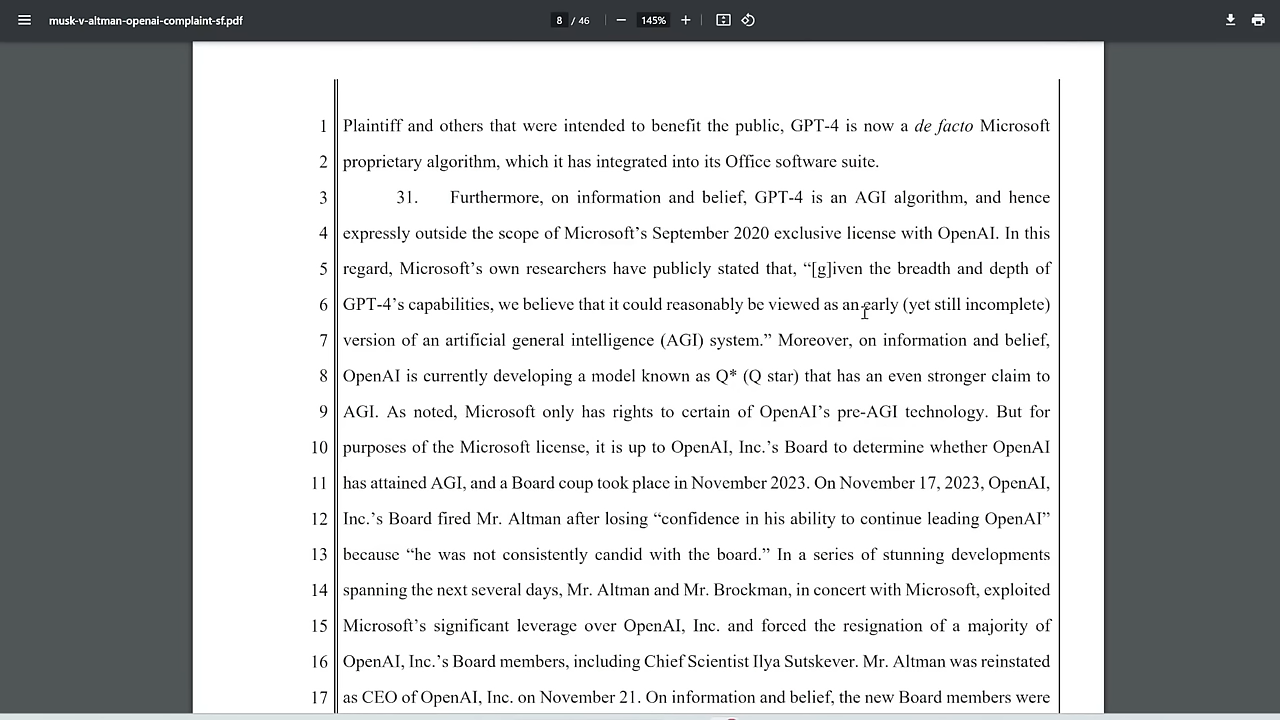 musk-v-altman-openai-complaint-sf.pdf 8 / 46 145%
1 Plaintiff and others that were intended to benefit the public, GPT-4 is now a de facto Microsoft
2 proprietary algorithm, which it has integrated into its Office software suite.
3 31. Furthermore, on information and belief, GPT-4 is an AGI algorithm, and hence
4 expressly outside the scope of Microsoft’s September 2020 exclusive license with OpenAI. In this
5 regard, Microsoft’s own researchers have publicly stated that, “[g]iven the breadth and depth of
6 GPT-4’s capabilities, we believe that it could reasonably be viewed as an early (yet still incomplete)
7 version of an artificial general intelligence (AGI) system.” Moreover, on information and belief,
8 OpenAI is currently developing a model known as Q* (Q star) that has an even stronger claim to
9 AGI. As noted, Microsoft only has rights to certain of OpenAI’s pre-AGI technology. But for
10 purposes of the Microsoft license, it is up to OpenAI, Inc.’s Board to determine whether OpenAI
11 has attained AGI, and a Board coup took place in November 2023. On November 17, 2023, OpenAI,
12 Inc.’s Board fired Mr. Altman after losing “confidence in his ability to continue leading OpenAI”
13 because “he was not consistently candid with the board.” In a series of stunning developments
14 spanning the next several days, Mr. Altman and Mr. Brockman, in concert with Microsoft, exploited
15 Microsoft’s significant leverage over OpenAI, Inc. and forced the resignation of a majority of
16 OpenAI, Inc.’s Board members, including Chief Scientist Ilya Sutskever. Mr. Altman was reinstated
17 as CEO of OpenAI, Inc. on November 21. On information and belief, the new Board members were